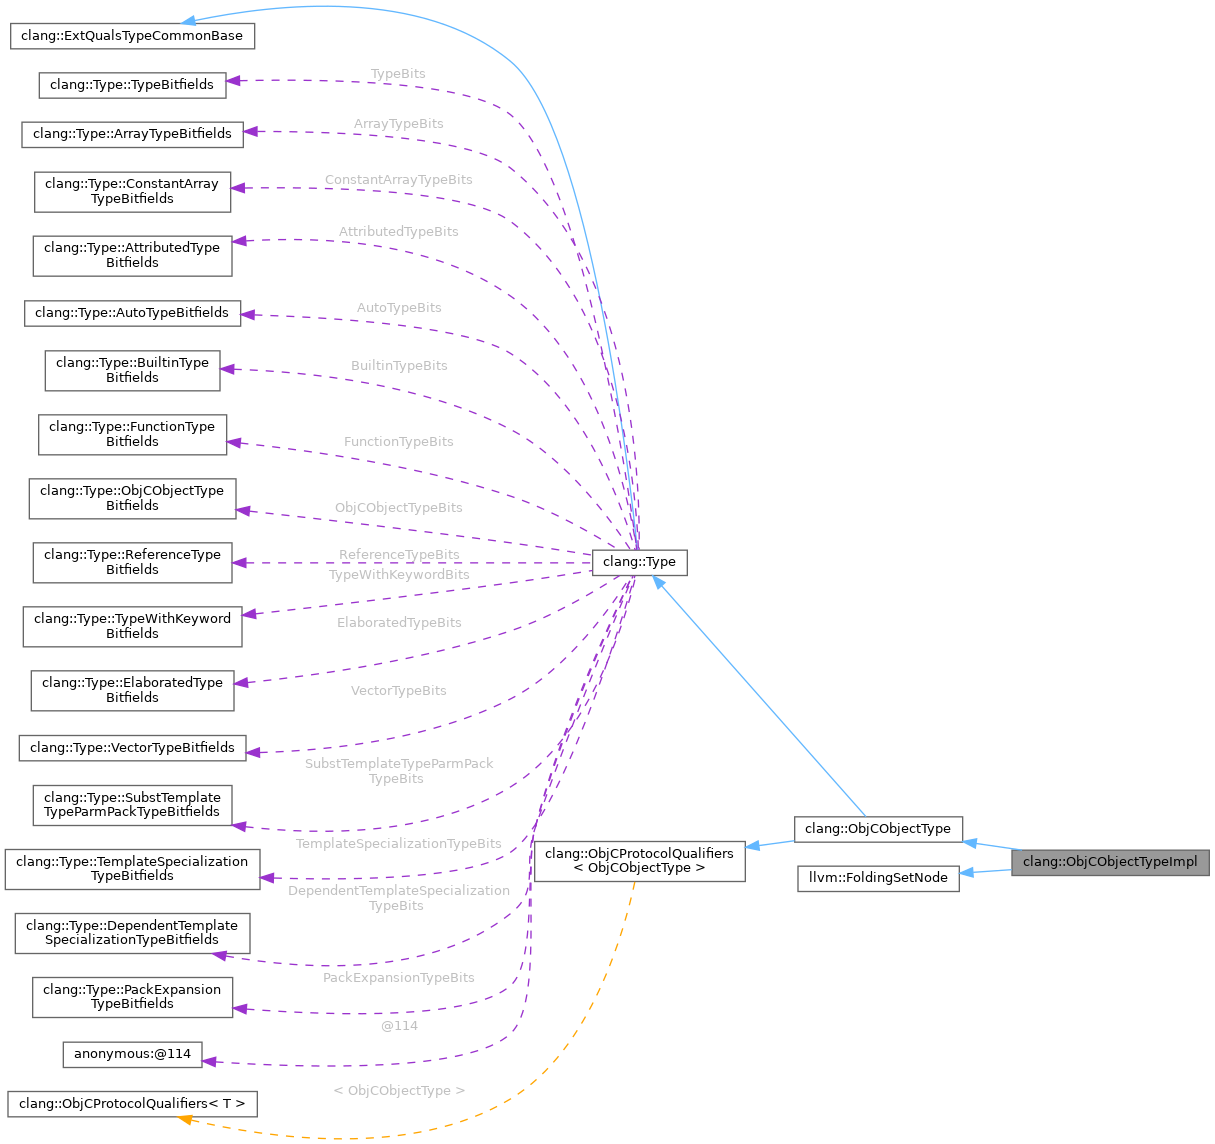 clang::ExtQualsTypeCommonBase
TypeBits
clang::Type::TypeBitfields
ArrayTypeBits
clang::Type::ArrayTypeBitfields
ConstantArrayTypeBits
clang::Type::ConstantArray
TypeBitfields
AttributedTypeBits
clang::Type::AttributedType
Bitfields
AutoTypeBits
clang::Type::AutoTypeBitfields
BuiltinTypeBits
clang::Type::BuiltinType
Bitfields
FunctionTypeBits
clang::Type::FunctionType
Bitfields
ObjCObjectTypeBits
clang::Type::ObjCObjectType
Bitfields
ReferenceTypeBits
clang::Type::ReferenceType
Bitfields
clang::Type
TypeWithKeywordBits
clang::Type::TypeWithKeyword
Bitfields
ElaboratedTypeBits
clang::Type::ElaboratedType
Bitfields
VectorTypeBits
clang::Type::VectorTypeBitfields
SubstTemplateTypeParmPack
TypeBits
clang::Type::SubstTemplate
TypeParmPackTypeBitfields
TemplateSpecializationTypeBits
clang::Type::TemplateSpecialization
TypeBitfields
clang::ObjCProtocolQualifiers
< ObjCObjectType >
clang::ObjCObjectType
llvm::FoldingSetNode
clang::ObjCObjectTypeImpl
DependentTemplateSpecialization
TypeBits
clang::Type::DependentTemplate
SpecializationTypeBitfields
PackExpansionTypeBits
clang::Type::PackExpansion
TypeBitfields
@114
anonymous:@114
< ObjCObjectType >
clang::ObjCProtocolQualifiers< T >